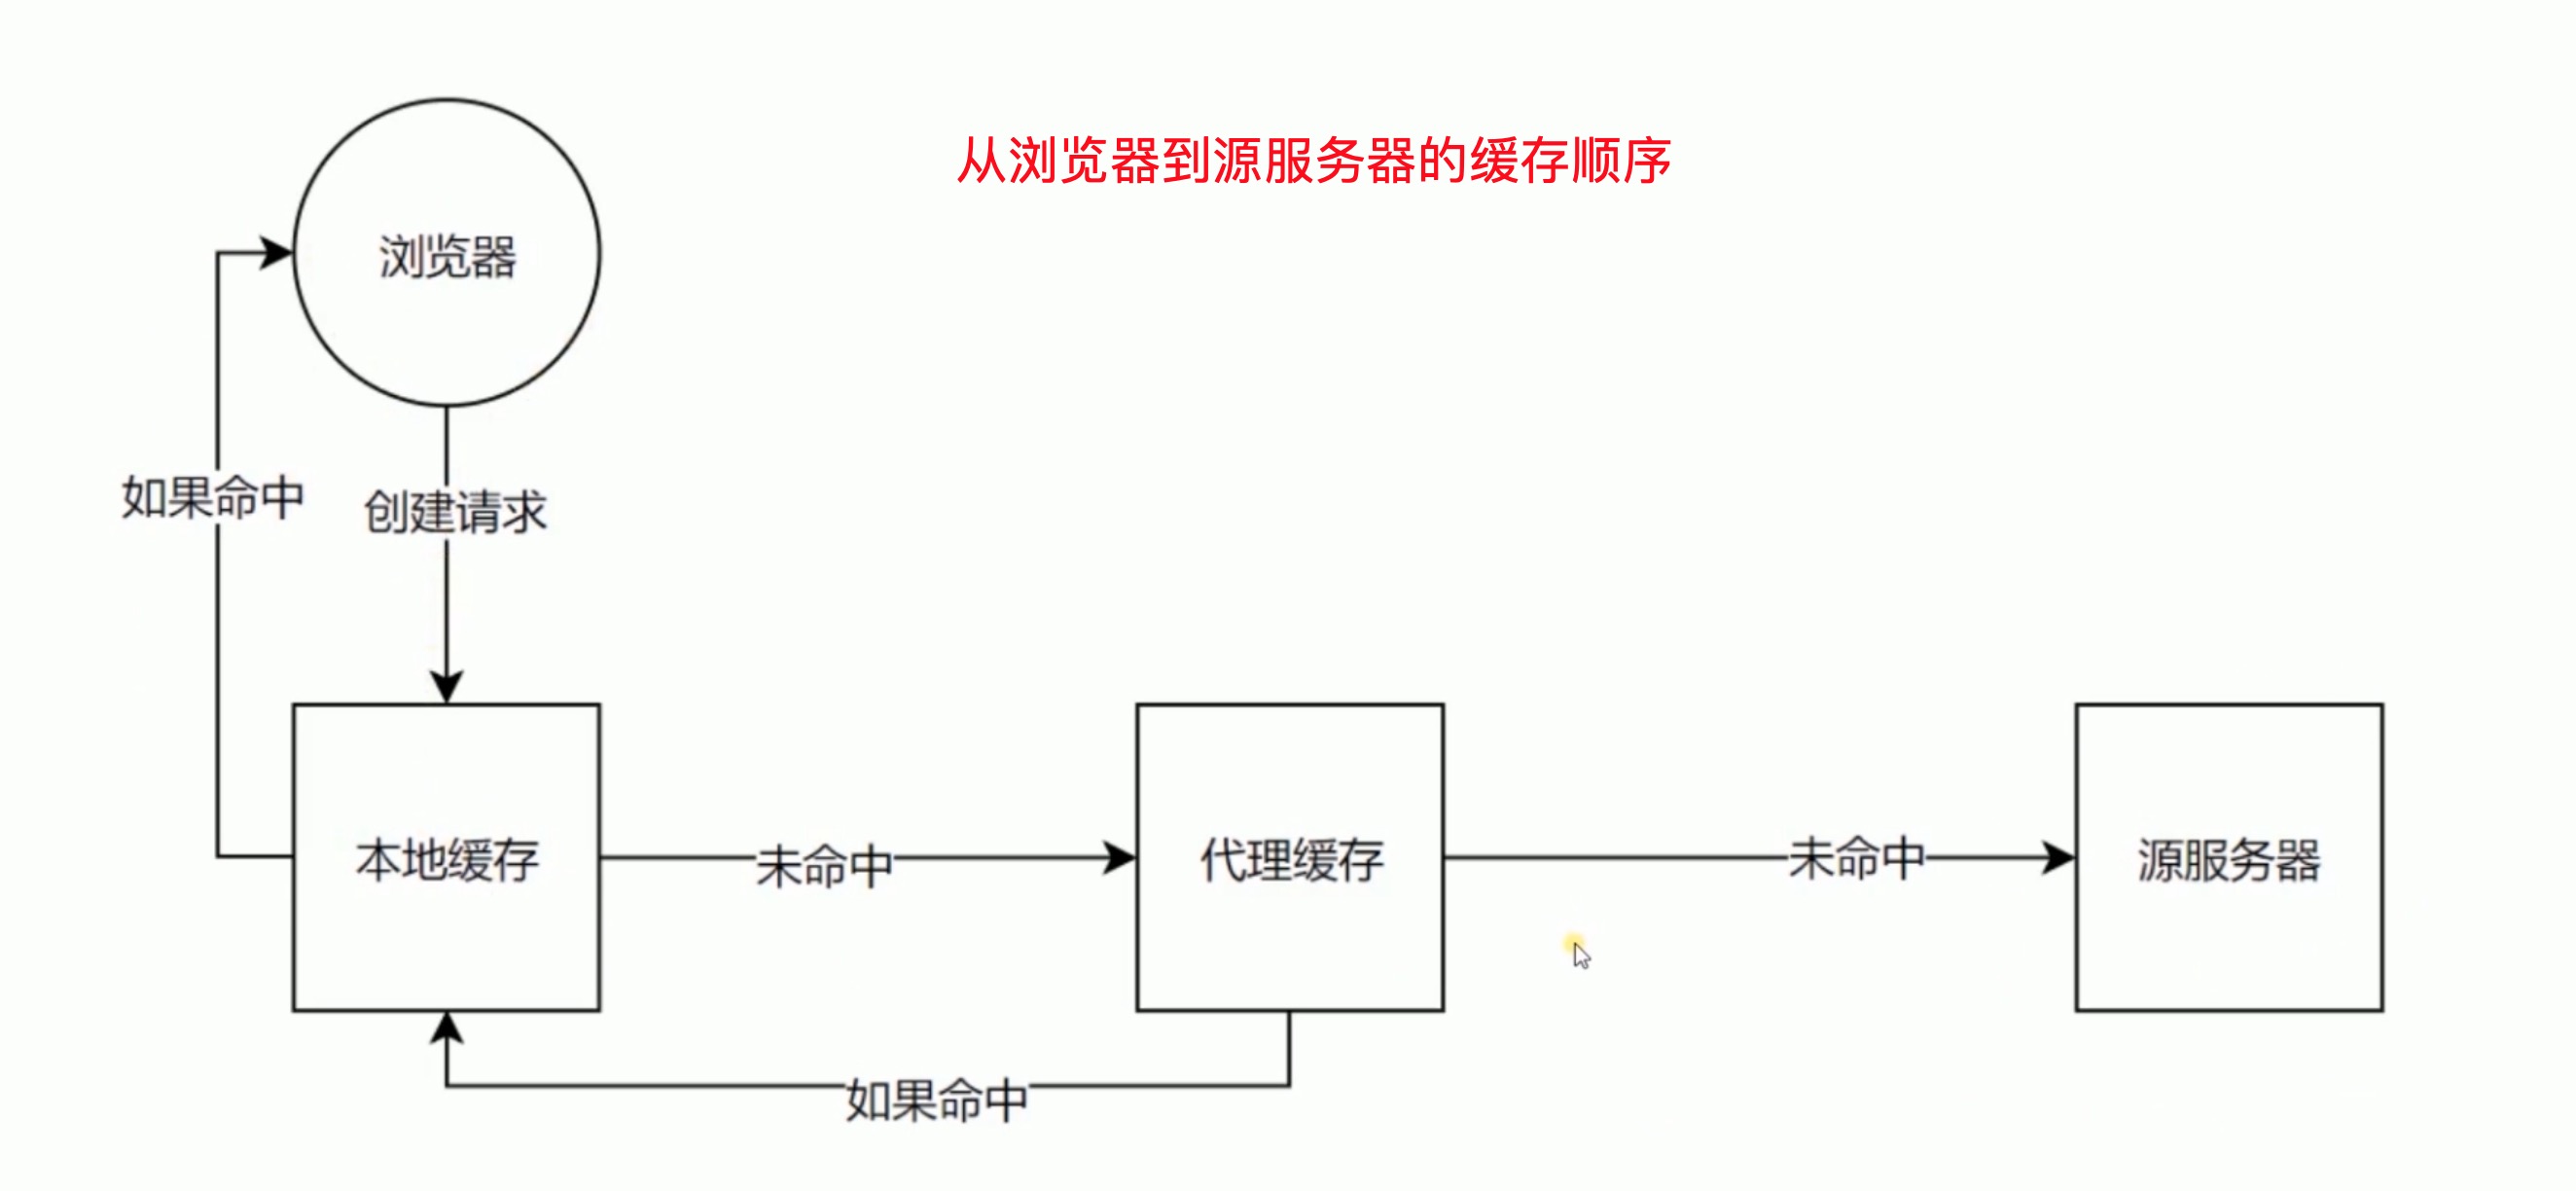 从浏览器到源服务器的缓存顺序
浏览器
如果命中
创建请求
本地缓存
未命中
代理缓存
未命中
源服务器
如果命中